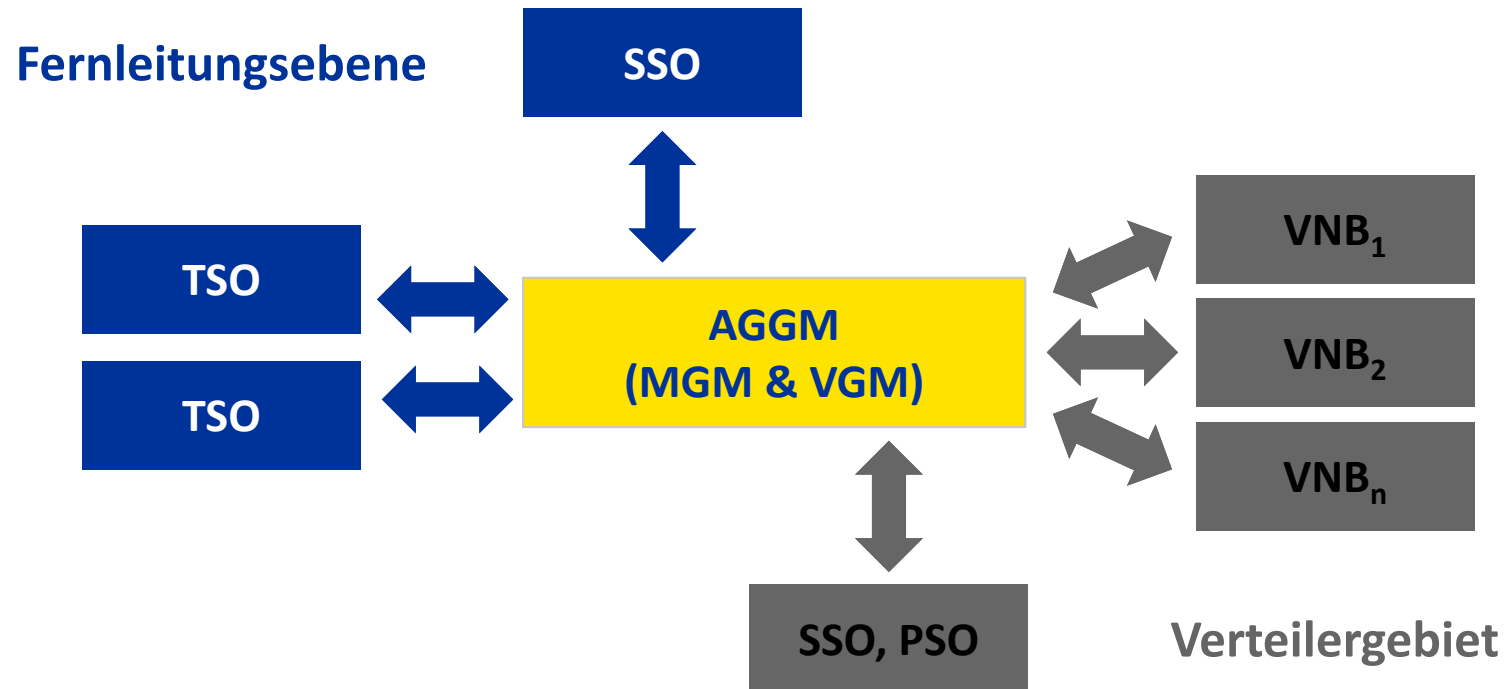 Fernleitungsebene
SSO
TSO
TSO
AGGM
(MGM & VGM)
VNB₁
VNB₂
VNBₙ
SSO, PSO
Verteilergebiet